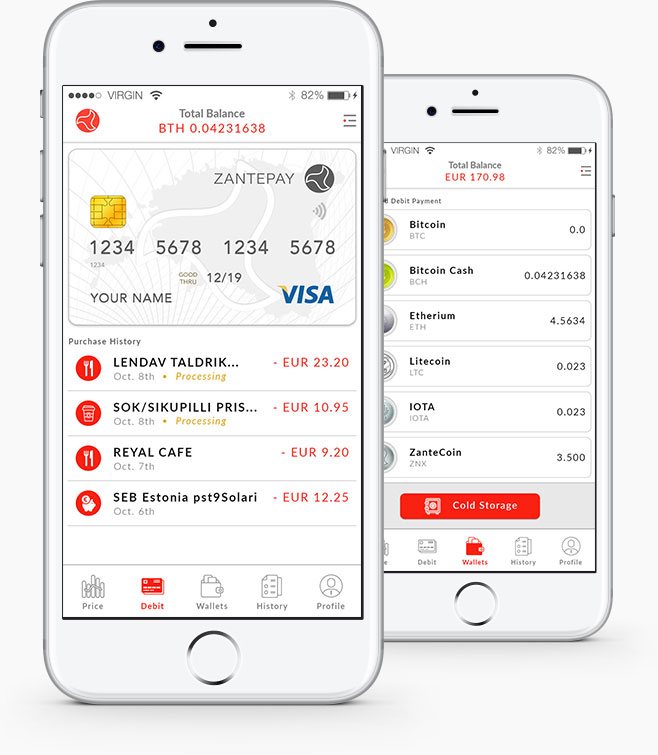 VIRGIN 82%
Total Balance
BTH 0.04231638
ZANTEPAY
1234 5678 1234 5678
1234
GOOD
THRU 12/19
YOUR NAME VISA
Purchase History
LENDAV TALDRIK... - EUR 23.20
Oct. 8th • Processing
SOK/SIKUPILLI PRIS... - EUR 10.95
Oct. 8th • Processing
REYAL CAFE - EUR 9.20
Oct. 7th
SEB Estonia pst9Solari - EUR 12.25
Oct. 6th
Price Debit Wallets History Profile
VIRGIN 82%
Total Balance
EUR 170.98
Debit Payment
Bitcoin 0.0
BTC
Bitcoin Cash 0.04231638
BCH
Etherium 4.5634
ETH
Litecoin 0.023
LTC
IOTA 0.023
IOTA
ZanteCoin 3.500
ZNX
Cold Storage
Debit Wallets History Profile